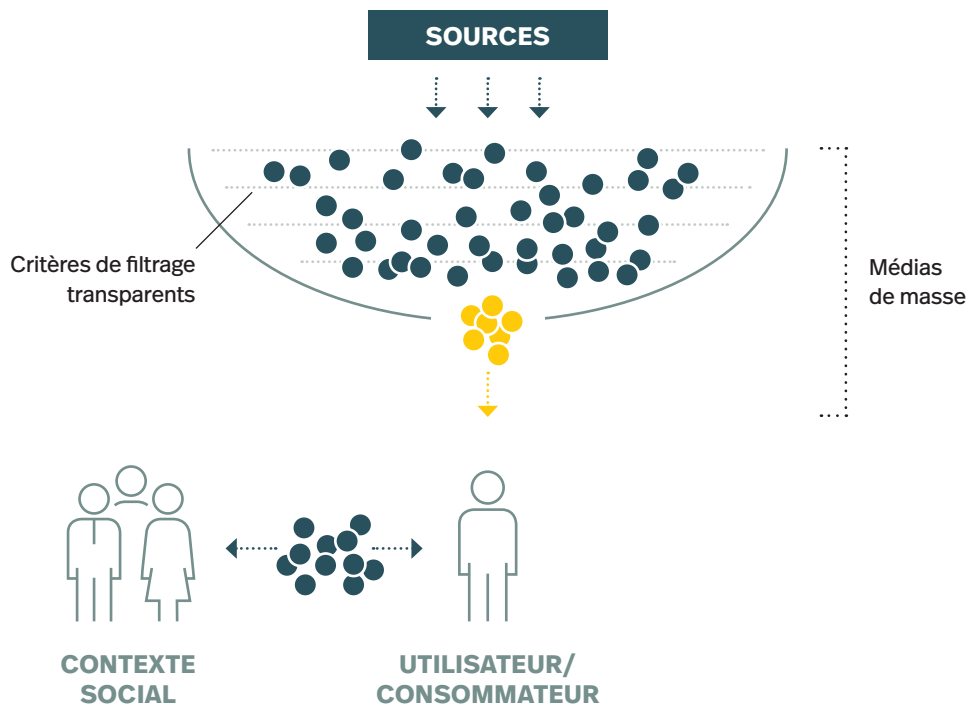 SOURCES
Critères de filtrage
transparents
Médias
de masse
CONTEXTE
SOCIAL
UTILISATEUR/
CONSOMMATEUR